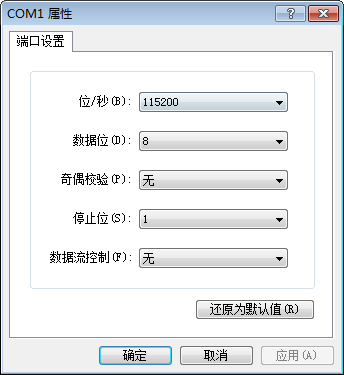 COM1 属性
端口设置
位/秒(B): 115200
数据位(D): 8
奇偶校验(P): 无
停止位(S): 1
数据流控制(F): 无
还原为默认值(R)
确定 取消 应用(A)